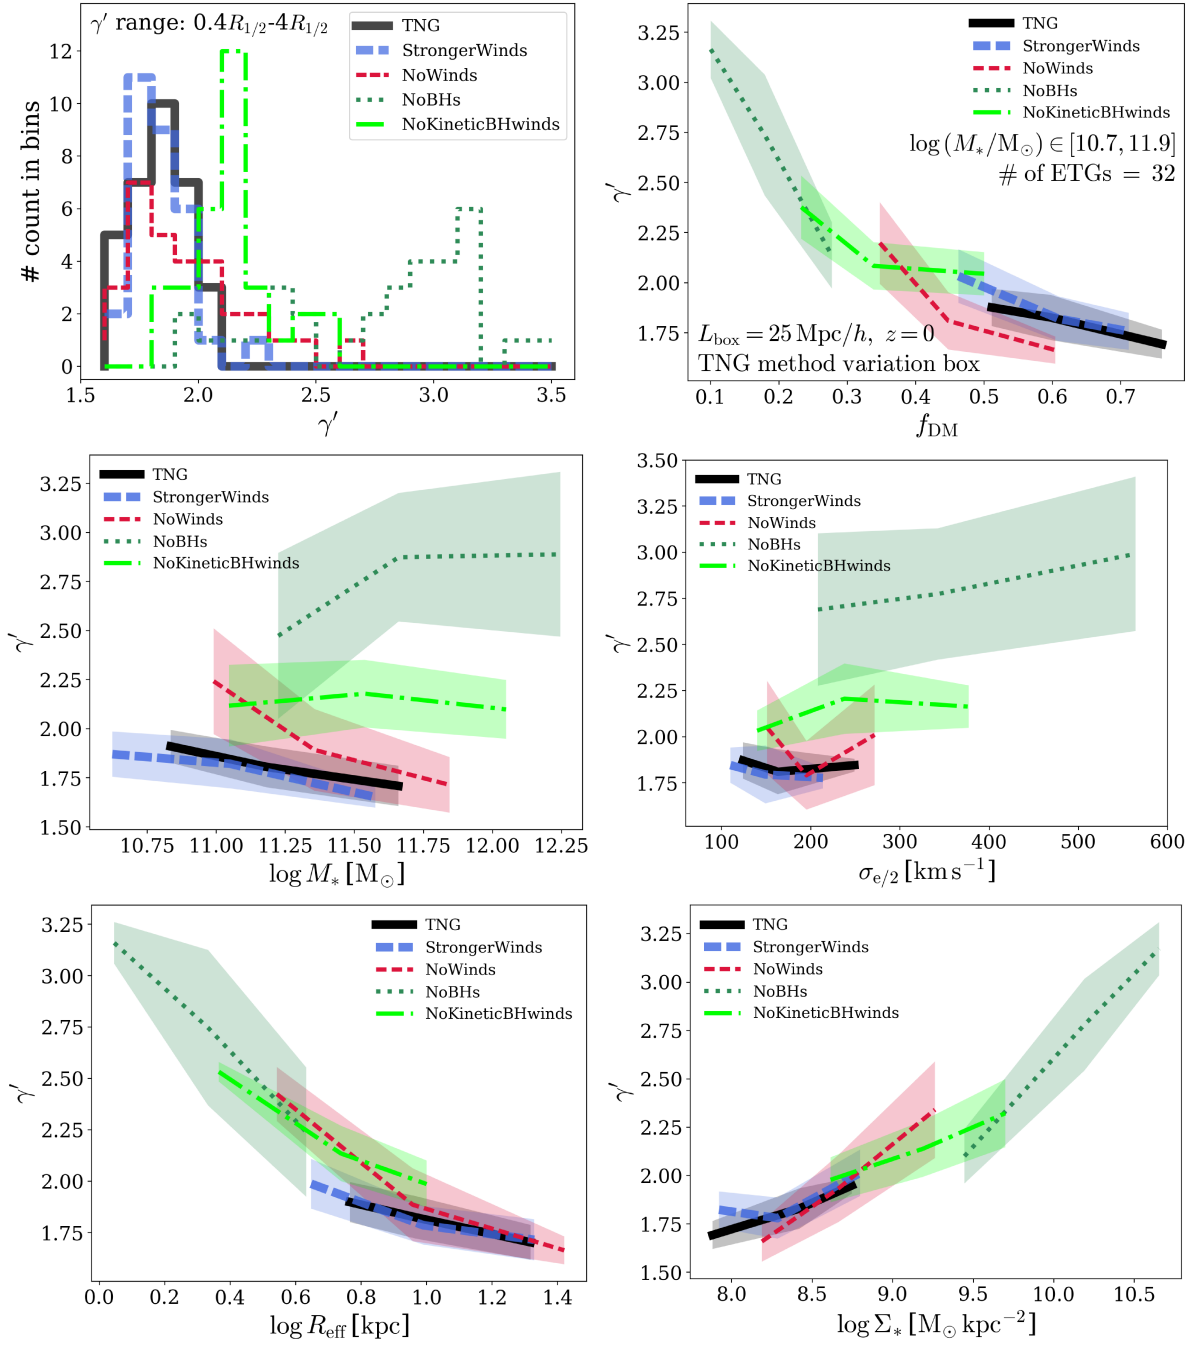 γ′ range: 0.4R1/2-4R1/2
TNG
StrongerWinds
NoWinds
NoBHs
NoKineticBHwinds
# count in bins
12
10
8
6
4
2
0
1.5 2.0 2.5 3.0 3.5
γ′
TNG
StrongerWinds
NoWinds
NoBHs
NoKineticBHwinds
log (M*/M⊙) ∈ [10.7, 11.9]
# of ETGs = 32
Lbox = 25 Mpc/h, z = 0
TNG method variation box
γ′
3.25
3.00
2.75
2.50
2.25
2.00
1.75
0.1 0.2 0.3 0.4 0.5 0.6 0.7
fDM
TNG
StrongerWinds
NoWinds
NoBHs
NoKineticBHwinds
γ′
3.25
3.00
2.75
2.50
2.25
2.00
1.75
1.50
10.75 11.00 11.25 11.50 11.75 12.00 12.25
log M* [M⊙]
TNG
StrongerWinds
NoWinds
NoBHs
NoKineticBHwinds
γ′
3.50
3.25
3.00
2.75
2.50
2.25
2.00
1.75
100 200 300 400 500 600
σe/2 [km s⁻¹]
TNG
StrongerWinds
NoWinds
NoBHs
NoKineticBHwinds
γ′
3.25
3.00
2.75
2.50
2.25
2.00
1.75
0.0 0.2 0.4 0.6 0.8 1.0 1.2 1.4
log Reff [kpc]
TNG
StrongerWinds
NoWinds
NoBHs
NoKineticBHwinds
γ′
3.25
3.00
2.75
2.50
2.25
2.00
1.75
1.50
8.0 8.5 9.0 9.5 10.0 10.5
log Σ* [M⊙ kpc⁻²]